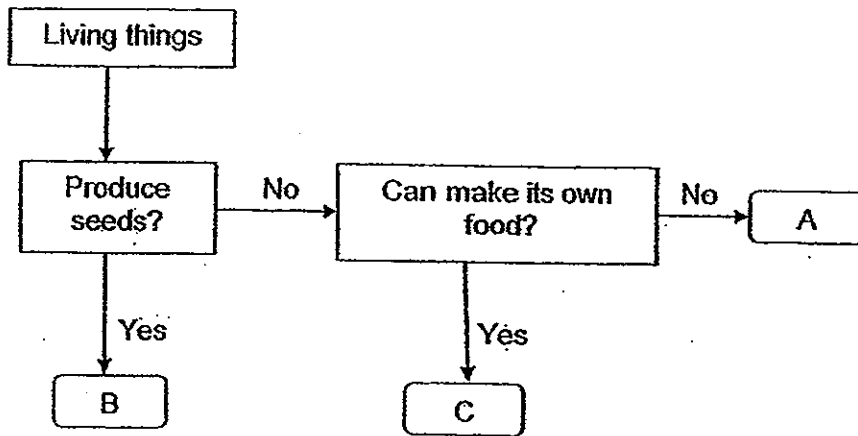 Living things
Produce
seeds?
No
Can make its own
food?
No
A
Yes
Yes
B
C